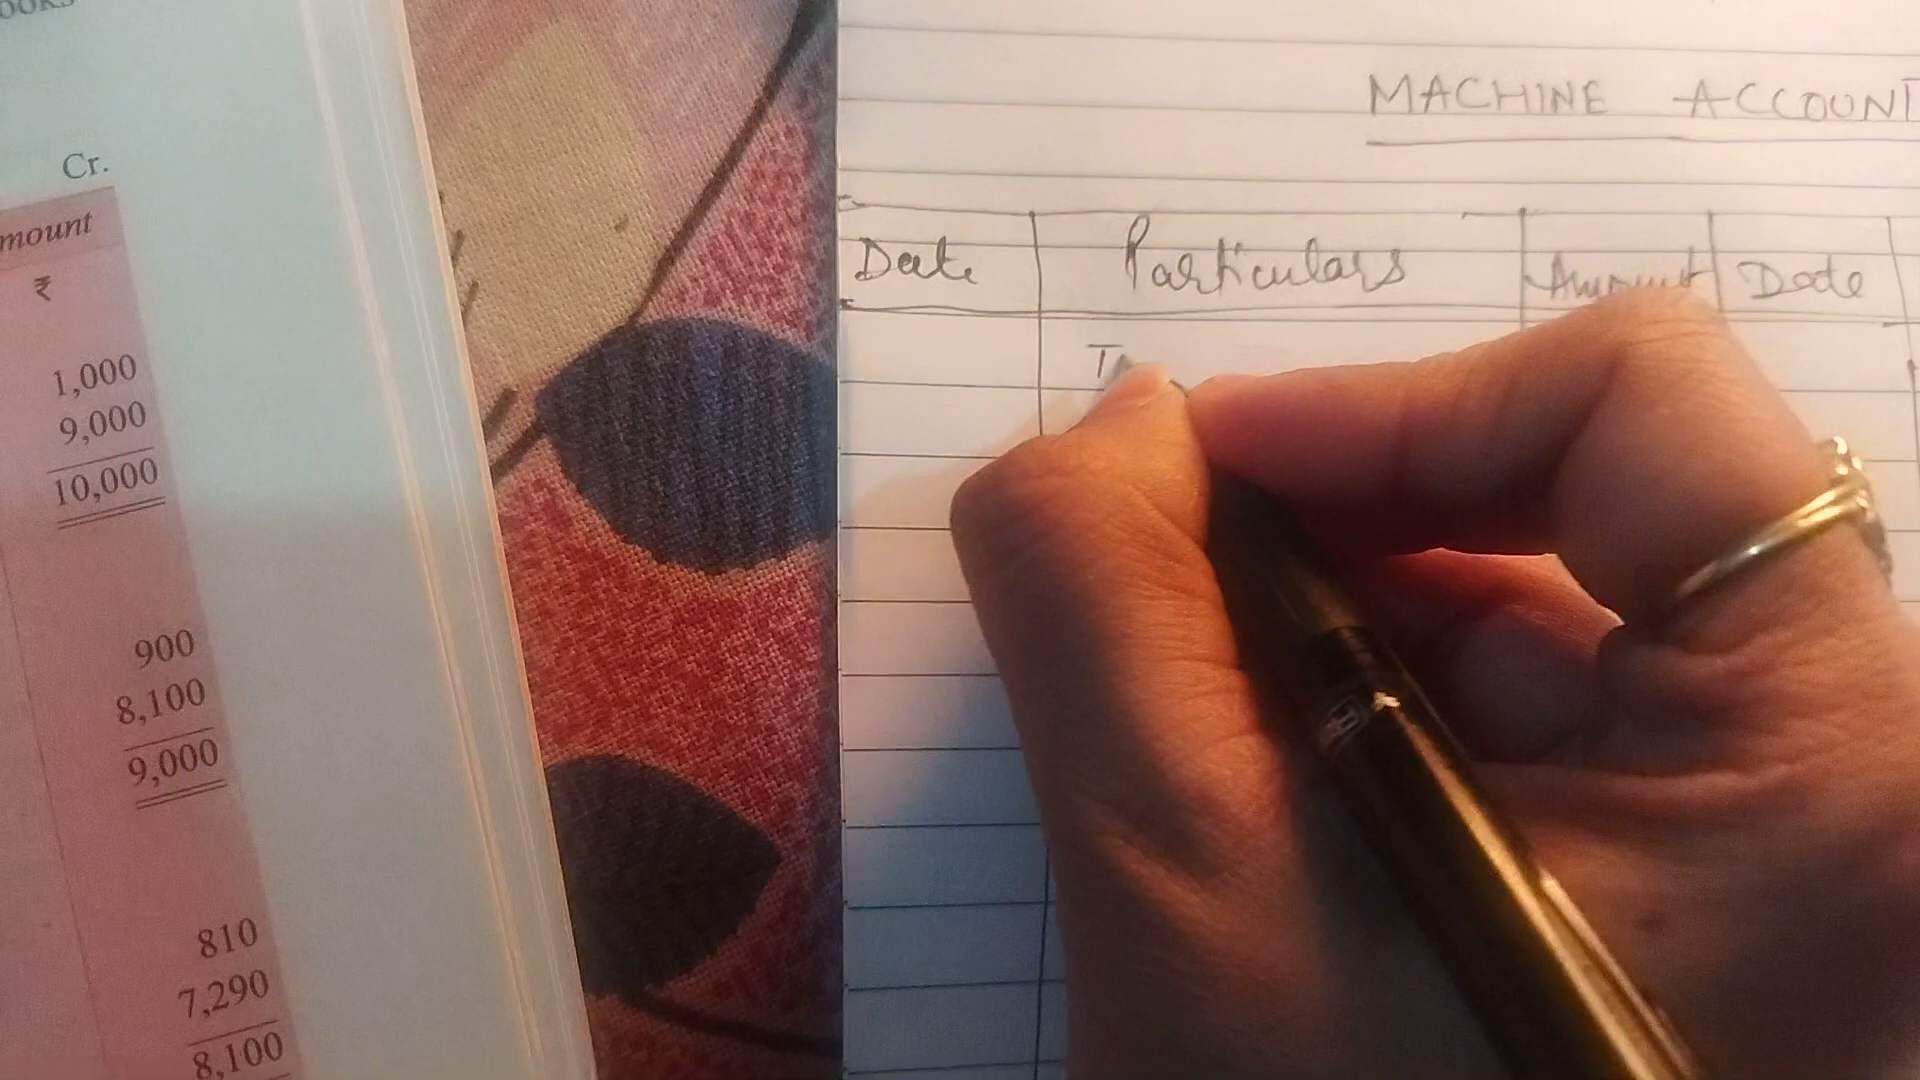 Cr.
mount
₹
1,000
9,000
10,000
900
8,100
9,000
810
7,290
8,100
MACHINE ACCOUNT
Date Particulars Amount Date
T